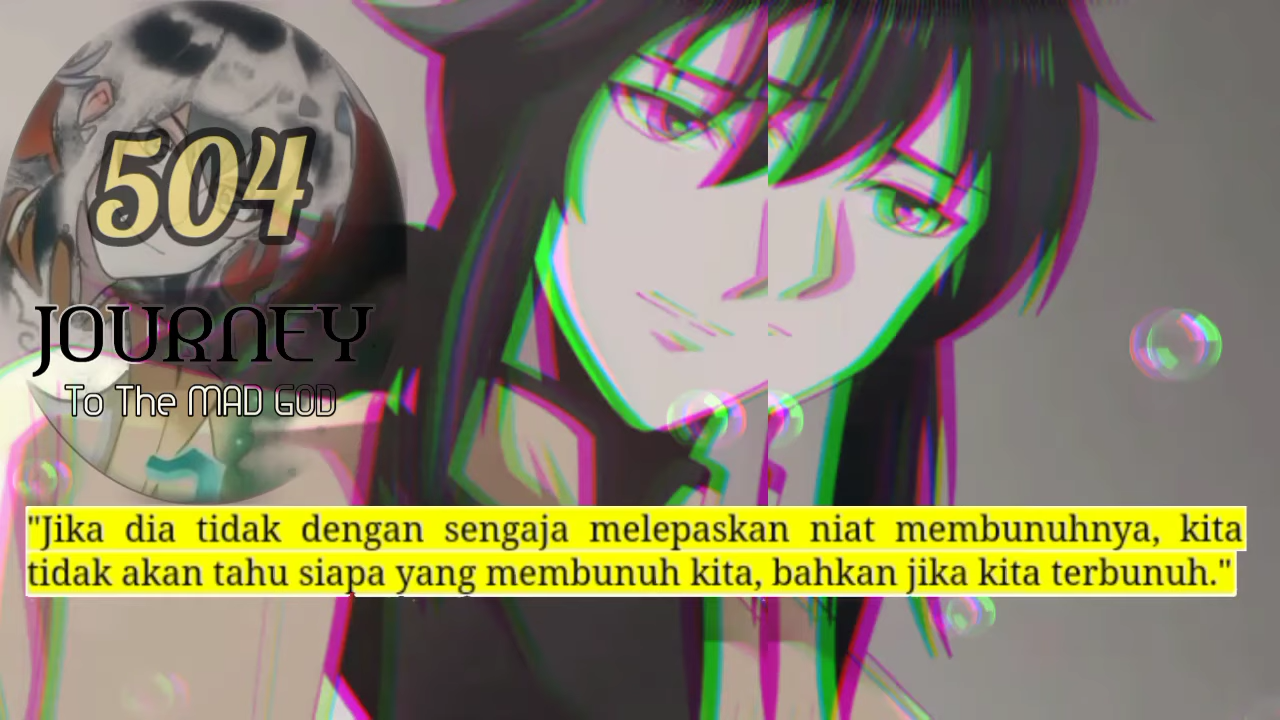 504
JOURNEY
To The MAD GOD
"Jika dia tidak dengan sengaja melepaskan niat membunuhnya, kita
tidak akan tahu siapa yang membunuh kita, bahkan jika kita terbunuh."